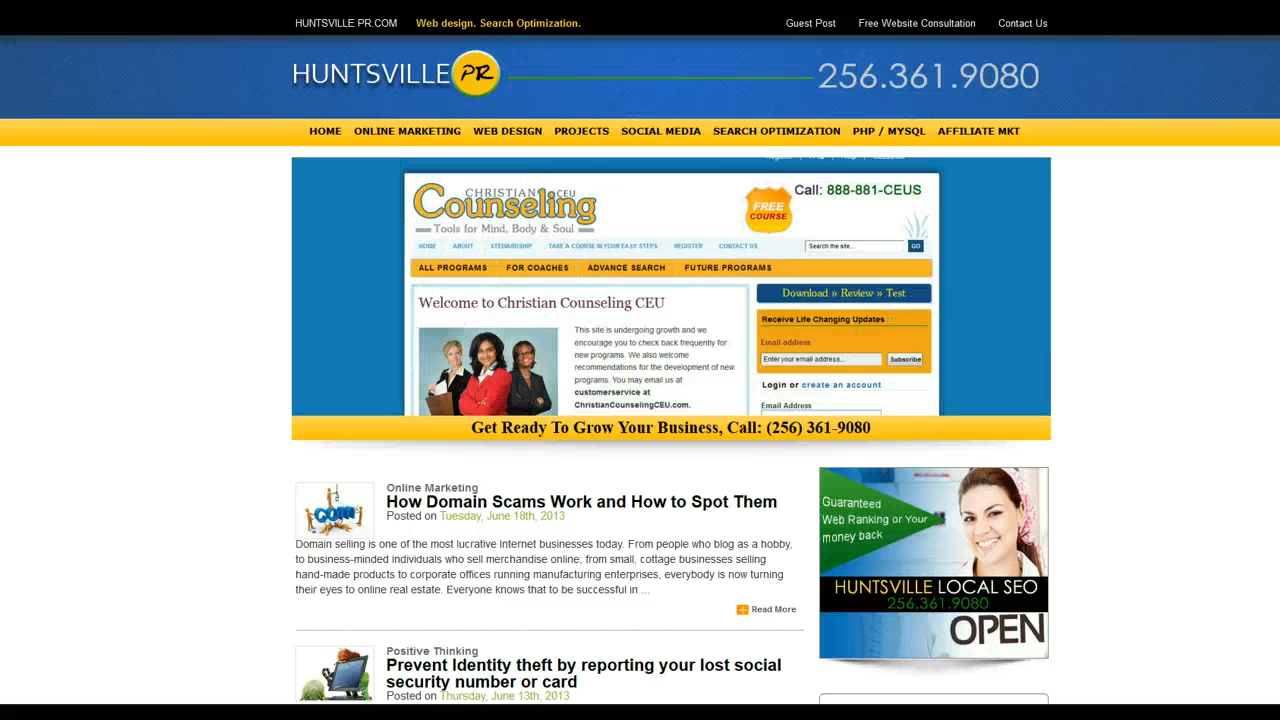 HUNTSVILLE PR.COM Web design. Search Optimization. Guest Post Free Website Consultation Contact Us
HUNTSVILLE PR 256.361.9080
HOME ONLINE MARKETING WEB DESIGN PROJECTS SOCIAL MEDIA SEARCH OPTIMIZATION PHP / MYSQL AFFILIATE MKT
CHRISTIAN CEU
Counseling
Tools for Mind, Body & Soul
FREE
COURSE
Call: 888-881-CEUS
HOME ABOUT STEWARDSHIP TAKE A COURSE IN FOUR EASY STEPS REGISTER CONTACT US Search the site... GO
ALL PROGRAMS FOR COACHES ADVANCE SEARCH FUTURE PROGRAMS
Welcome to Christian Counseling CEU
This site is undergoing growth and we
encourage you to check back frequently for
new programs. We also welcome
recommendations for the development of new
programs. You may email us at
customerservice at
ChristianCounselingCEU.com.
Download » Review » Test
Receive Life Changing Updates
Email address
Enter your email address... Subscribe
Login or create an account
Email Address
Get Ready To Grow Your Business, Call: (256) 361-9080
.com
Online Marketing
How Domain Scams Work and How to Spot Them
Posted on Tuesday, June 18th, 2013
Domain selling is one of the most lucrative Internet businesses today. From people who blog as a hobby,
to business-minded individuals who sell merchandise online; from small, cottage businesses selling
hand-made products to corporate offices running manufacturing enterprises, everybody is now turning
their eyes to online real estate. Everyone knows that to be successful in ...
Read More
Positive Thinking
Prevent Identity theft by reporting your lost social
security number or card
Posted on Thursday, June 13th, 2013
Guaranteed
Web Ranking or Your
money back
HUNTSVILLE LOCAL SEO
256.361.9080
OPEN